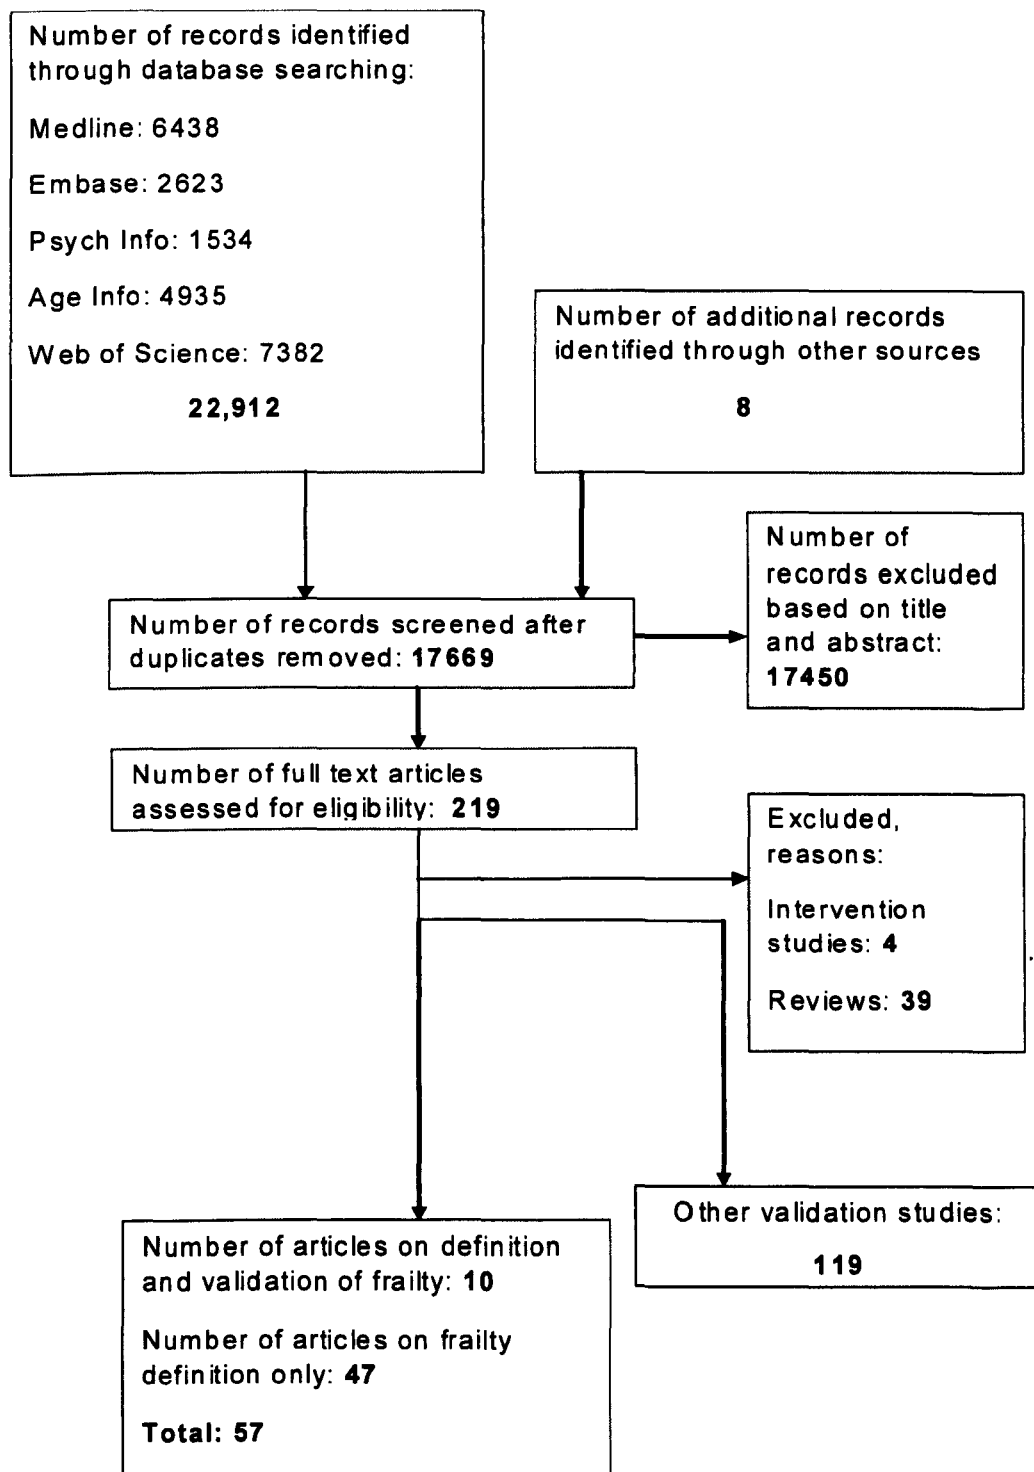 Number of records identified
through database searching:
Medline: 6438
Embase: 2623
Psych Info: 1534
Age Info: 4935
Web of Science: 7382
22,912
Number of additional records
identified through other sources
8
Number of records screened after
duplicates removed: 17669
Number of
records excluded
based on title
and abstract:
17450
Number of full text articles
assessed for eligibility: 219
Excluded,
reasons:
Intervention
studies: 4
Reviews: 39
Other validation studies:
119
Number of articles on definition
and validation of frailty: 10
Number of articles on frailty
definition only: 47
Total: 57